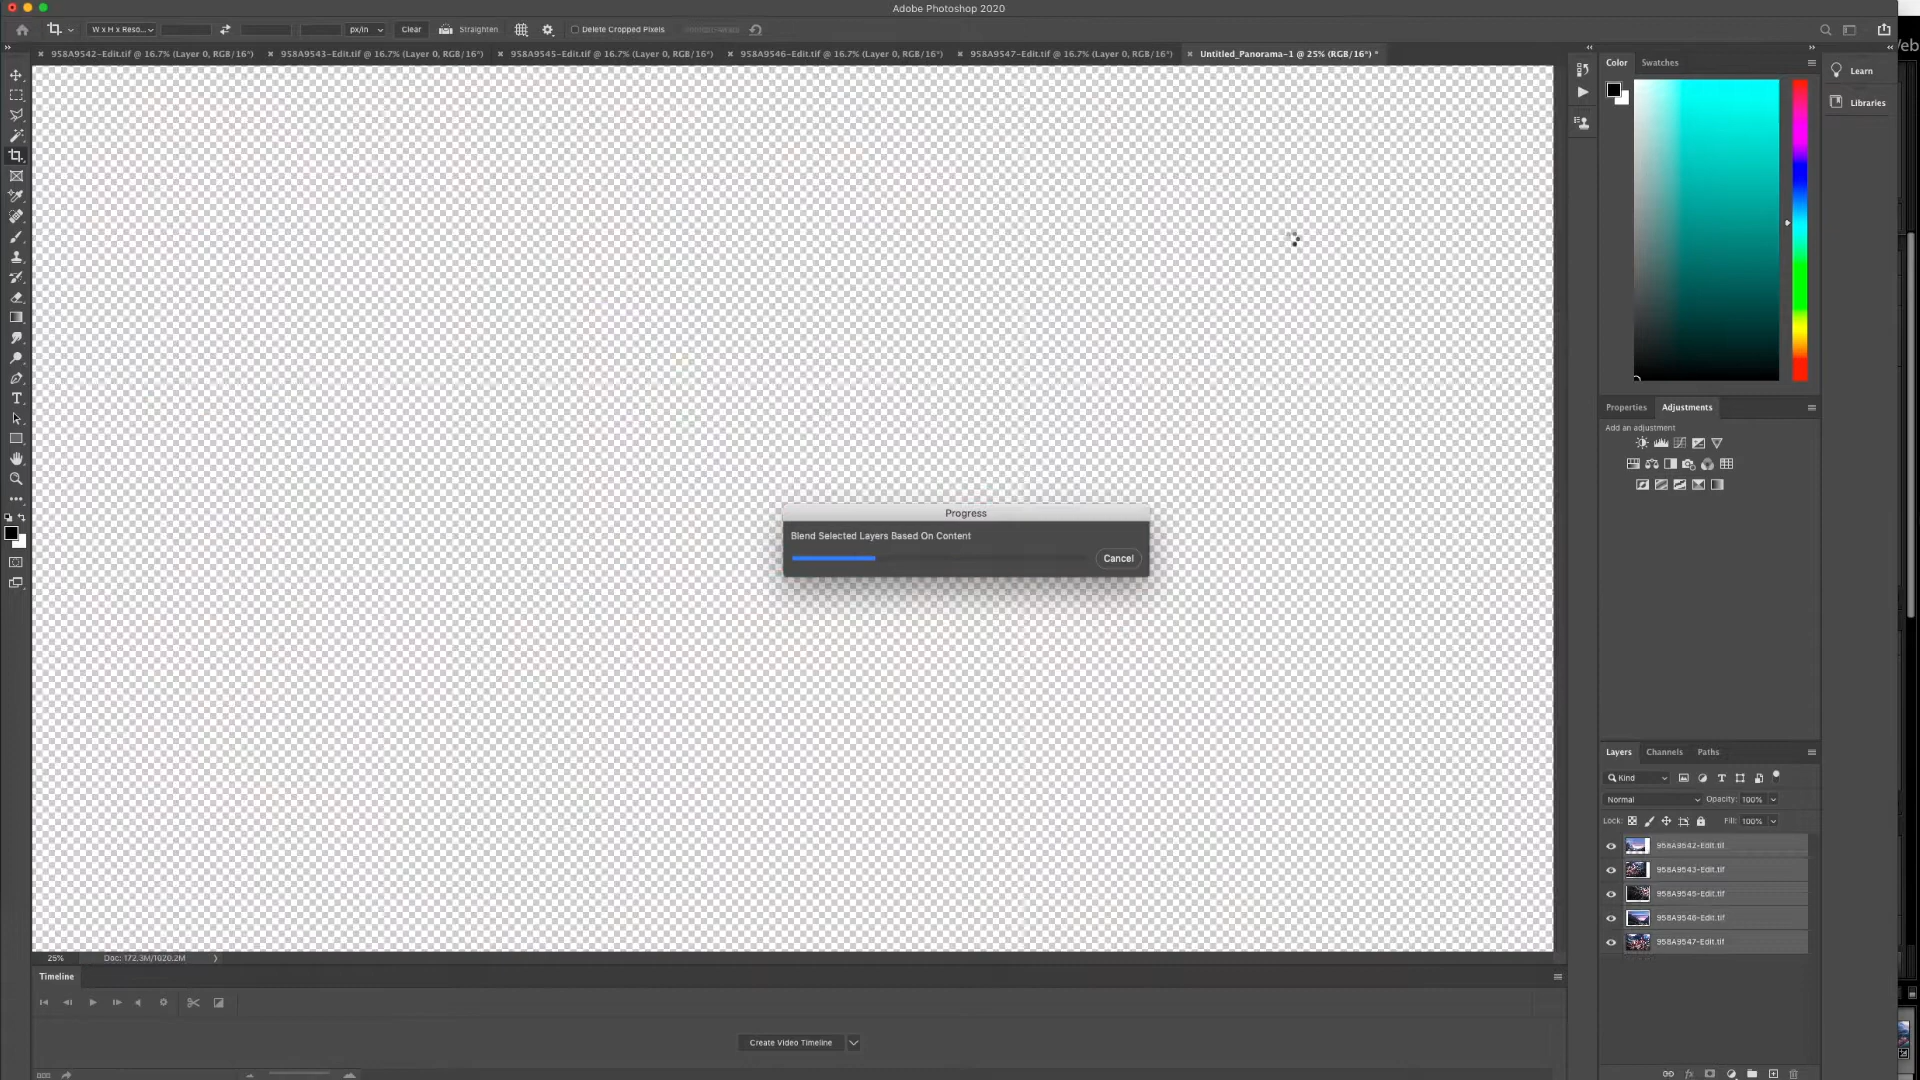 Adobe Photoshop 2020
W x H x Reso...
px/in
Clear
Straighten
Delete Cropped Pixels
958A9542-Edit.tif @ 16.7% (Layer 0, RGB/16*)
958A9543-Edit.tif @ 16.7% (Layer 0, RGB/16*)
958A9545-Edit.tif @ 16.7% (Layer 0, RGB/16*)
958A9546-Edit.tif @ 16.7% (Layer 0, RGB/16*)
958A9547-Edit.tif @ 16.7% (Layer 0, RGB/16*)
Untitled_Panorama-1 @ 25% (RGB/16*) *
Color
Swatches
Learn
Libraries
Properties
Adjustments
Add an adjustment
Progress
Blend Selected Layers Based On Content
Cancel
Layers
Channels
Paths
Kind
Normal
Opacity: 100%
Lock:
Fill: 100%
958A9542-Edit.tif
958A9543-Edit.tif
958A9545-Edit.tif
958A9546-Edit.tif
958A9547-Edit.tif
25%
Doc: 172.3M/1020.2M
Timeline
Create Video Timeline